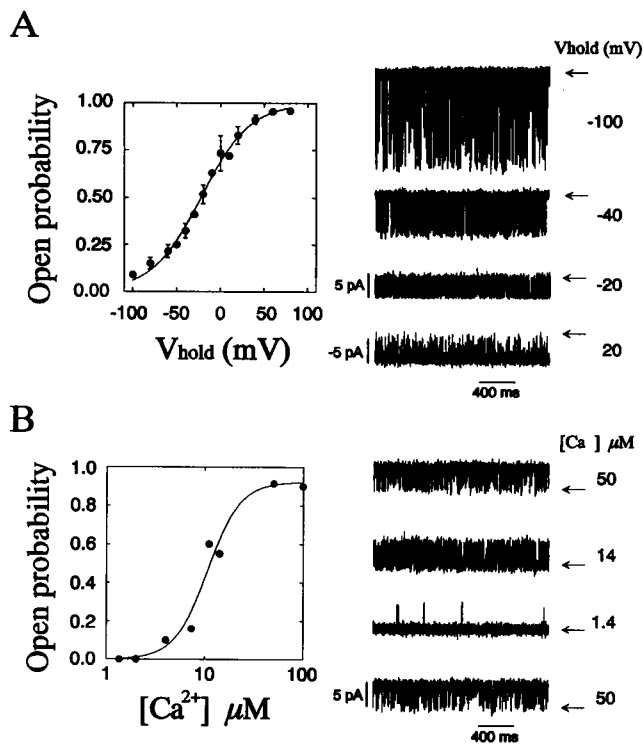 A
Vhold (mV)
Open probability
1.00
0.75
0.50
0.25
0.00
-100 -50 0 50 100
Vhold (mV)
-100
-40
5 pA
-20
-5 pA
20
400 ms
B
[Ca ] µM
Open probability
1.0
0.8
0.6
0.4
0.2
0.0
1 10 100
[Ca2+] µM
50
14
1.4
5 pA
50
400 ms